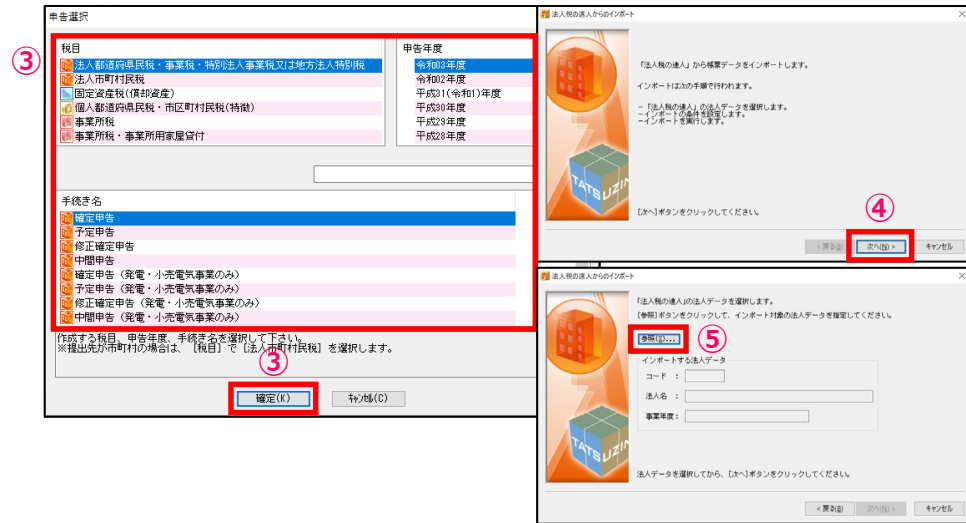 申告選択
③
税目
法人都道府県民税・事業税・特別法人事業税又は地方法人特別税
法人市町村民税
固定資産税(償却資産)
個人都道府県民税・市区町村民税(特徴)
事業所税
事業所税・事業所用家屋貸付
申告年度
令和03年度
令和02年度
平成31(令和1)年度
平成30年度
平成29年度
平成28年度
手続き名
確定申告
予定申告
修正確定申告
中間申告
確定申告(発電・小売電気事業のみ)
予定申告(発電・小売電気事業のみ)
修正確定申告(発電・小売電気事業のみ)
中間申告(発電・小売電気事業のみ)
作成する税目、申告年度、手続き名を選択して下さい。
※提出先が市町村の場合は、[税目]で[法人市町村民税]を選択します。
③
確定(K)
キャンセル(C)
法人税の達人からのインポート
「法人税の達人」から帳票データをインポートします。
インポートは次の手順で行われます。
-「法人税の達人」の法人データを選択します。
-インポートの条件を設定します。
-インポートを実行します。
TATSUZIN
[次へ]ボタンをクリックしてください。
④
< 戻る(B)
次へ(N) >
キャンセル
法人税の達人からのインポート
「法人税の達人」の法人データを選択します。
[参照]ボタンをクリックして、インポート対象の法人データを指定してください。
参照(S)...
⑤
インポートする法人データ
コード :
法人名 :
事業年度:
TATSUZIN
法人データを選択してから、[次へ]ボタンをクリックしてください。
< 戻る(B)
次へ(N) >
キャンセル